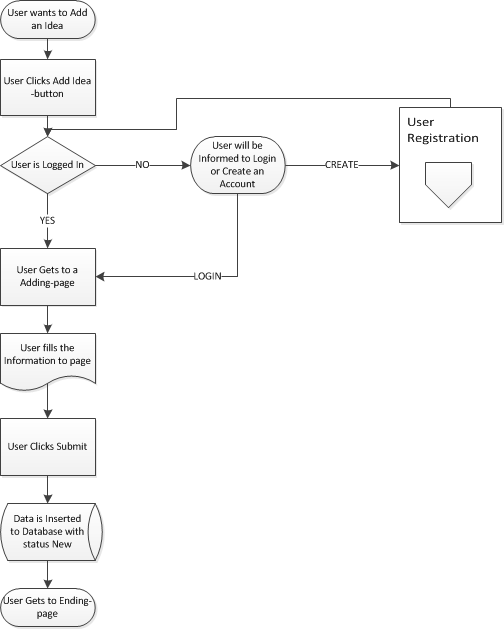 User wants to Add
an Idea
User Clicks Add Idea
-button
User is Logged In
NO
User will be
Informed to Login
or Create an
Account
CREATE
User
Registration
YES
LOGIN
User Gets to a
Adding-page
User fills the
Information to page
User Clicks Submit
Data is Inserted
to Database with
status New
User Gets to Ending-
page